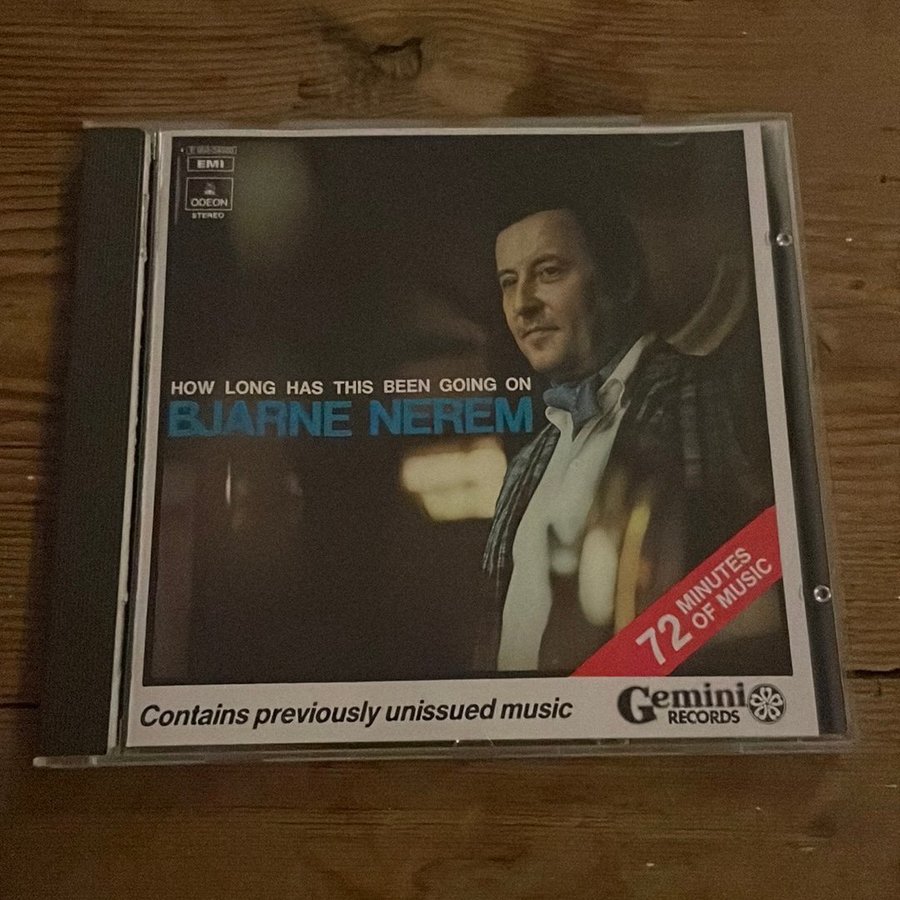 EMI
ODEON
STEREO
HOW LONG HAS THIS BEEN GOING ON
BJARNE NEREM
72 MINUTES
OF MUSIC
Contains previously unissued music
Gemini
RECORDS